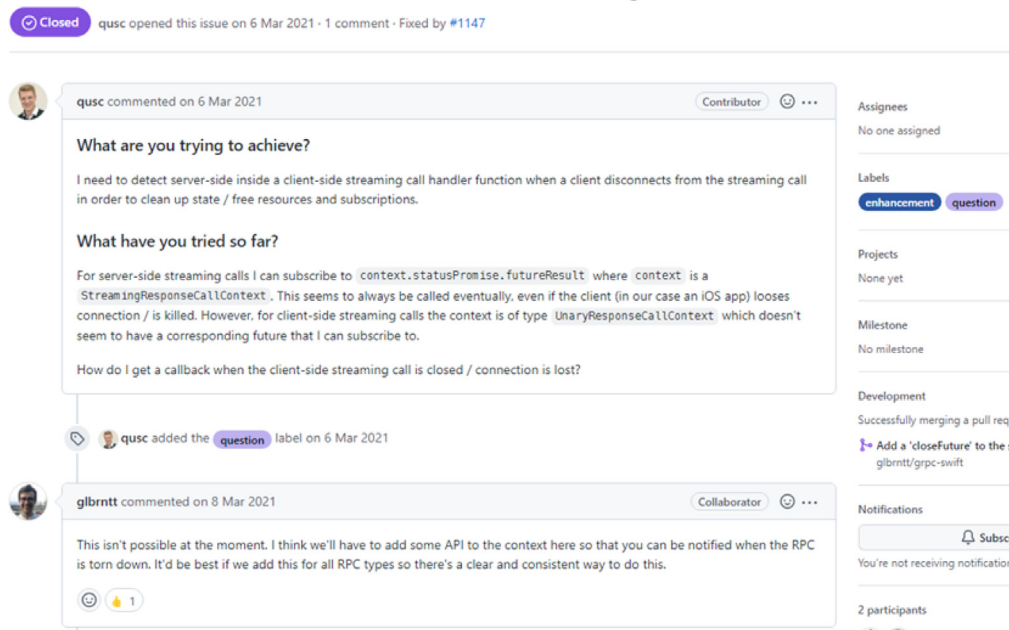 Closed qusc opened this issue on 6 Mar 2021 · 1 comment · Fixed by #1147
qusc commented on 6 Mar 2021
Contributor
What are you trying to achieve?
I need to detect server-side inside a client-side streaming call handler function when a client disconnects from the streaming call
in order to clean up state / free resources and subscriptions.
What have you tried so far?
For server-side streaming calls I can subscribe to context.statusPromise.futureResult where context is a
StreamingResponseCallContext. This seems to always be called eventually, even if the client (in our case an iOS app) looses
connection / is killed. However, for client-side streaming calls the context is of type UnaryResponseCallContext which doesn't
seem to have a corresponding future that I can subscribe to.
How do I get a callback when the client-side streaming call is closed / connection is lost?
qusc added the question label on 6 Mar 2021
glbrntt commented on 8 Mar 2021
Collaborator
This isn't possible at the moment. I think we'll have to add some API to the context here so that you can be notified when the RPC
is torn down. It'd be best if we add this for all RPC types so there's a clear and consistent way to do this.
👍 1
Assignees
No one assigned
Labels
enhancement question
Projects
None yet
Milestone
No milestone
Development
Successfully merging a pull req
Add a 'closeFuture' to the s
glbrntt/grpc-swift
Notifications
Subsc
You're not receiving notification
2 participants